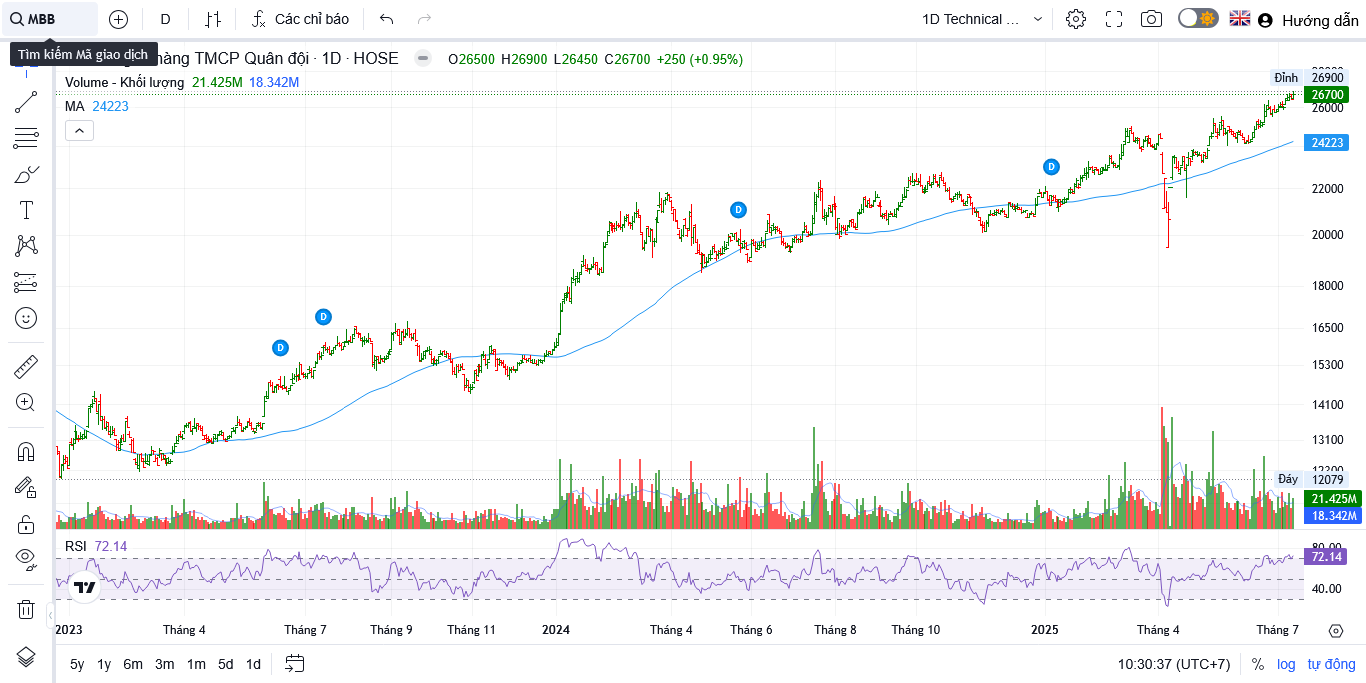 MBB
D
Các chỉ báo
1D Technical ...
Hướng dẫn
Tìm kiếm Mã giao dịch
hàng TMCP Quân đội · 1D · HOSE
O26500 H26900 L26450 C26700 +250 (+0.95%)
Volume - Khối lượng 21.425M 18.342M
MA 24223
Đỉnh 26900
26700
26000
24223
22000
20000
18000
16500
15300
14100
13100
12200
Đáy 12079
21.425M
18.342M
D
D
D
D
RSI 72.14
80.00
72.14
40.00
2023 Tháng 4 Tháng 7 Tháng 9 Tháng 11 2024 Tháng 4 Tháng 6 Tháng 8 Tháng 10 2025 Tháng 4 Tháng 7
5y 1y 6m 3m 1m 5d 1d
10:30:37 (UTC+7) % log tự động